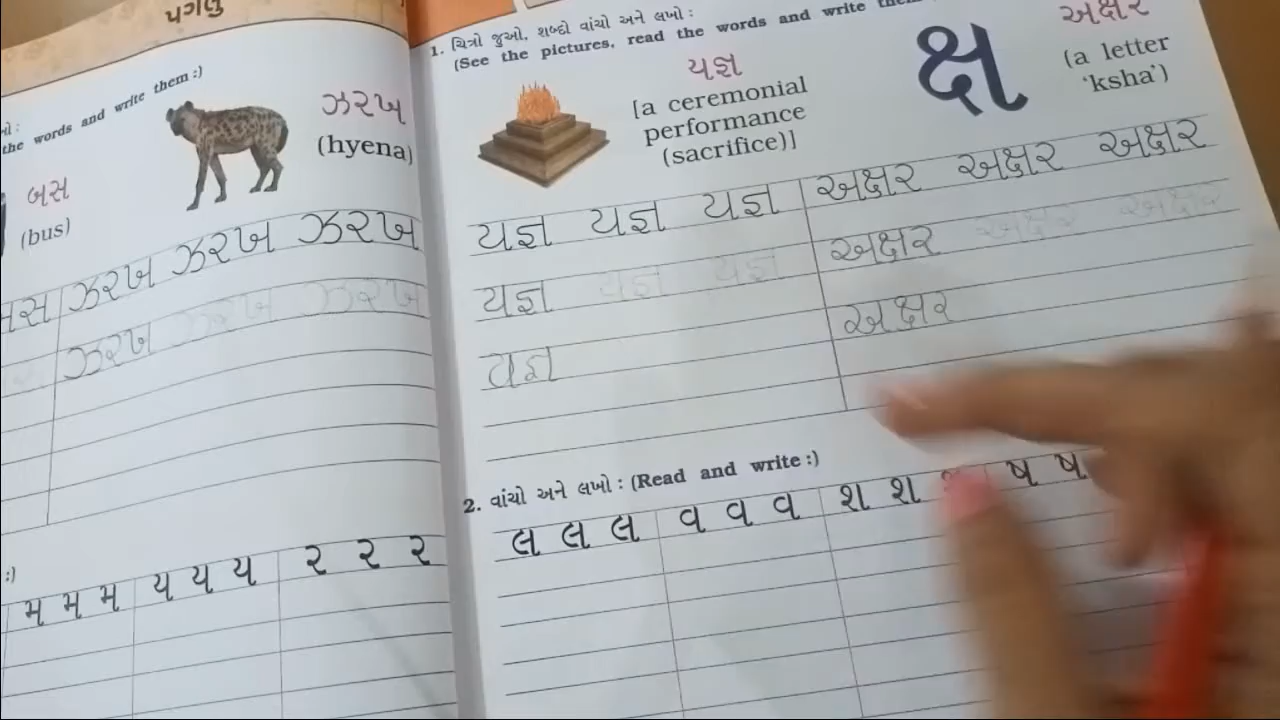 પગલુ
the words and write them :)
ઝરખ
(hyena)
બસ
(bus)
ઝરખ ઝરખ ઝરખ
ઝરખ ઝરખ ઝરખ
:)
મ મ મ ય ય ય ર ર ર
1. ચિત્રો જુઓ, શબ્દો વાંચો અને લખો :
(See the pictures, read the words and write
યજ્ઞ
[a ceremonial
performance
(sacrifice)]
ક્ષ
અક્ષર
(a letter
‘ksha’)
યજ્ઞ યજ્ઞ યજ્ઞ અક્ષર અક્ષર અક્ષર
યજ્ઞ યજ્ઞ યજ્ઞ અક્ષર અક્ષર અક્ષર
યજ્ઞ અક્ષર
2. વાંચો અને લખો : (Read and write :)
લ લ લ વ વ વ શ શ ષ ષ